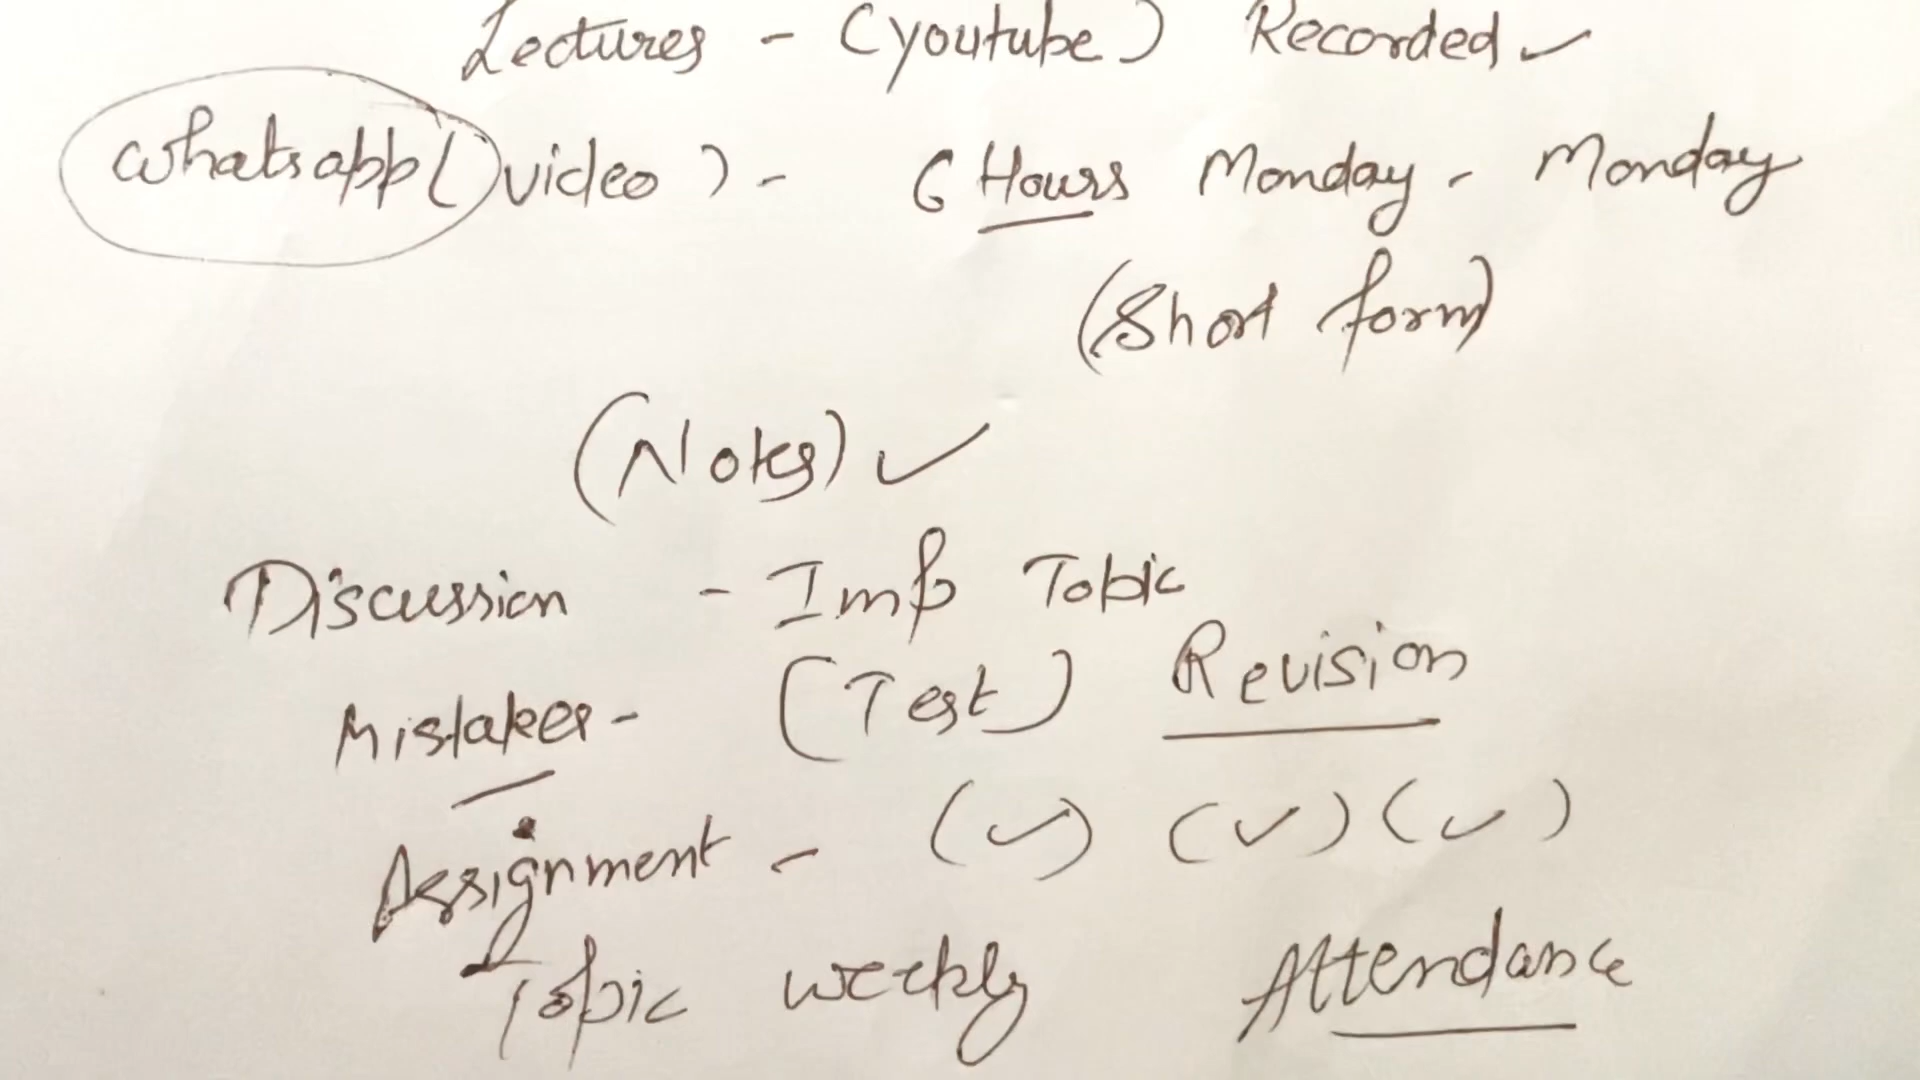 Lectures - (youtube) Recorded ✓
whatsapp (video) - 6 Hours Monday - Monday
(Short form)
(Notes) ✓
Discussion - Imp Topic
Mistakes - (Test) Revision
Assignment - (✓) (✓) (✓)
Topic weekly Attendance